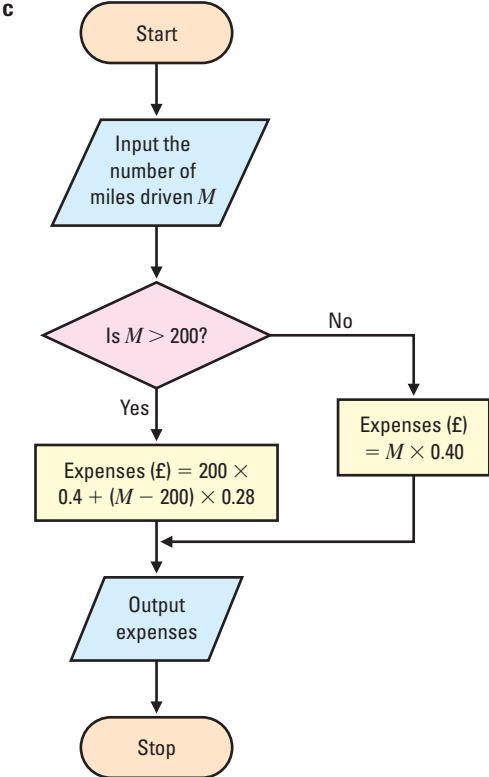 c
Start
Input the
number of
miles driven M
Is M > 200?
No
Yes
Expenses (£)
= M × 0.40
Expenses (£) = 200 ×
0.4 + (M − 200) × 0.28
Output
expenses
Stop